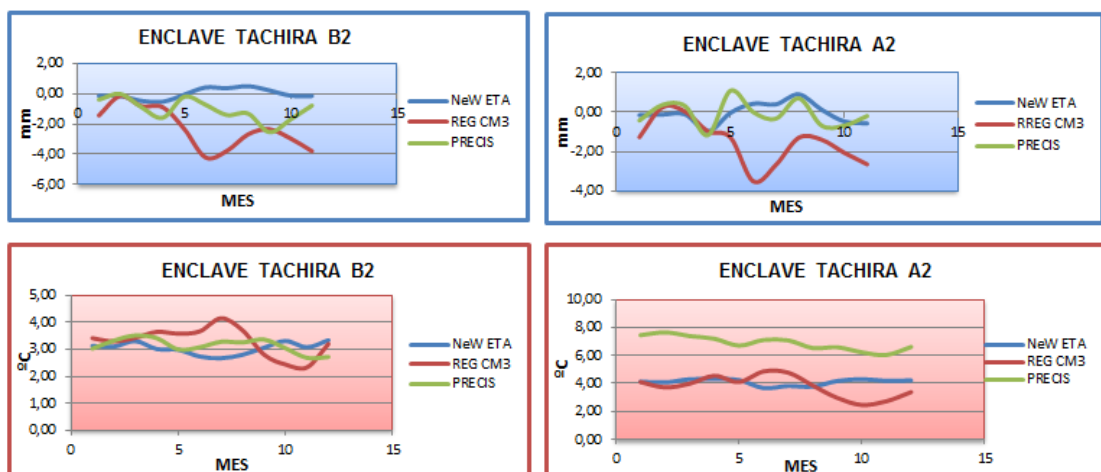 ENCLAVE TACHIRA B2
2,00
0,00
-2,00
-4,00
-6,00
0
5
10
15
mm
MES
NeW ETA
REG CM3
PRECIS
ENCLAVE TACHIRA A2
2,00
0,00
-2,00
-4,00
0
5
10
15
mm
MES
NeW ETA
RREG CM3
PRECIS
ENCLAVE TACHIRA B2
5,00
4,00
3,00
2,00
1,00
0,00
0
5
10
15
ºC
MES
NeW ETA
REG CM3
PRECIS
ENCLAVE TACHIRA A2
10,00
8,00
6,00
4,00
2,00
0,00
0
5
10
15
ºC
MES
NeW ETA
REG CM3
PRECIS